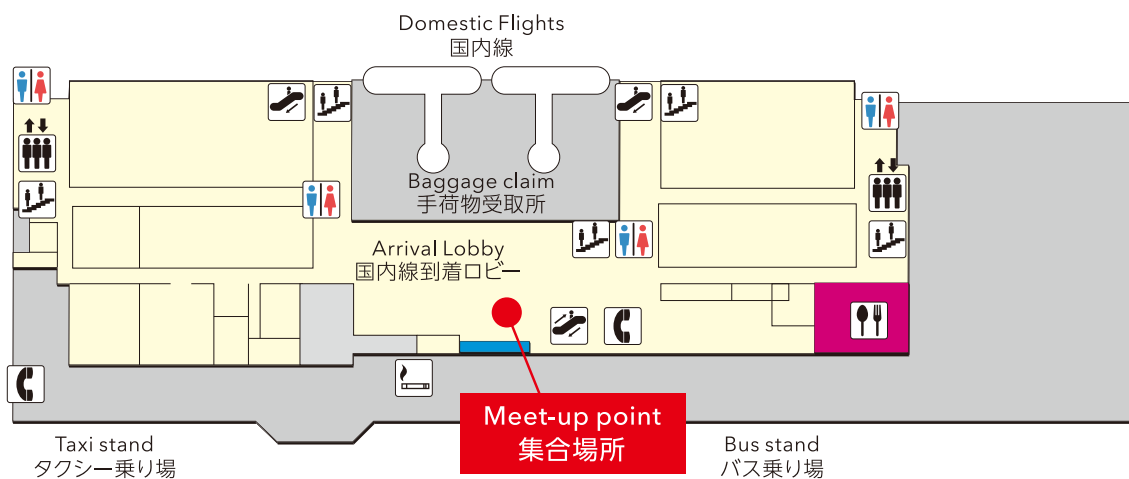 Domestic Flights
国内線
Baggage claim
手荷物受取所
Arrival Lobby
国内線到着ロビー
Meet-up point
集合場所
Taxi stand
タクシー乗り場
Bus stand
バス乗り場